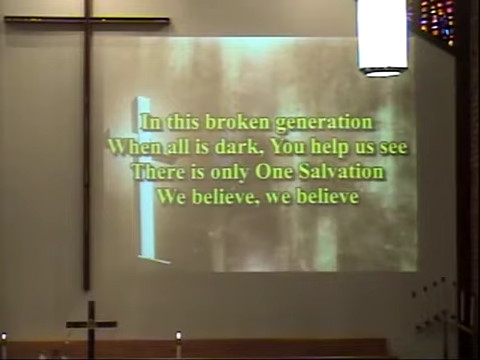 In this broken generation
When all is dark, You help us see
There is only One Salvation
We believe, we believe